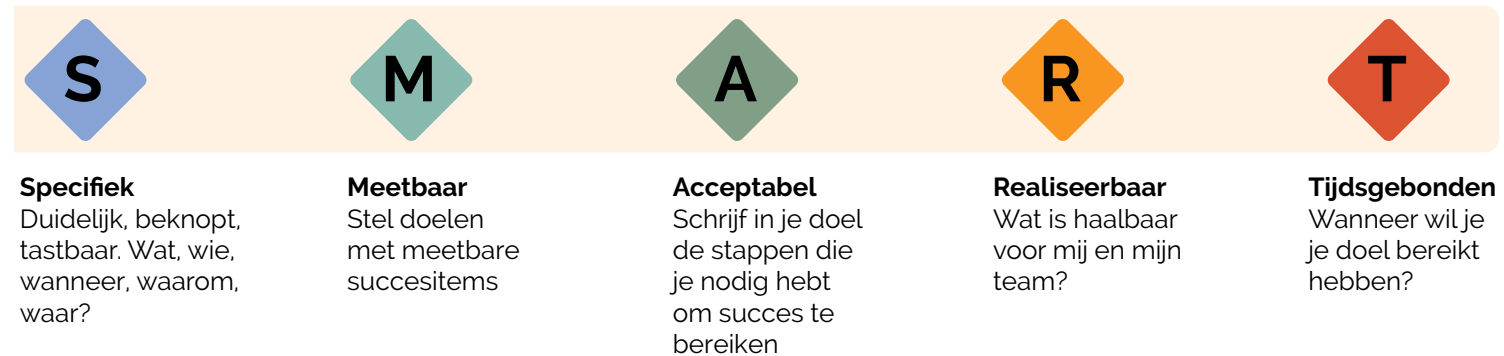 S
M
A
R
T
Specifiek
Duidelijk, beknopt,
tastbaar. Wat, wie,
wanneer, waarom,
waar?
Meetbaar
Stel doelen
met meetbare
succesitems
Acceptabel
Schrijf in je doel
de stappen die
je nodig hebt
om succes te
bereiken
Realiseerbaar
Wat is haalbaar
voor mij en mijn
team?
Tijdsgebonden
Wanneer wil je
je doel bereikt
hebben?